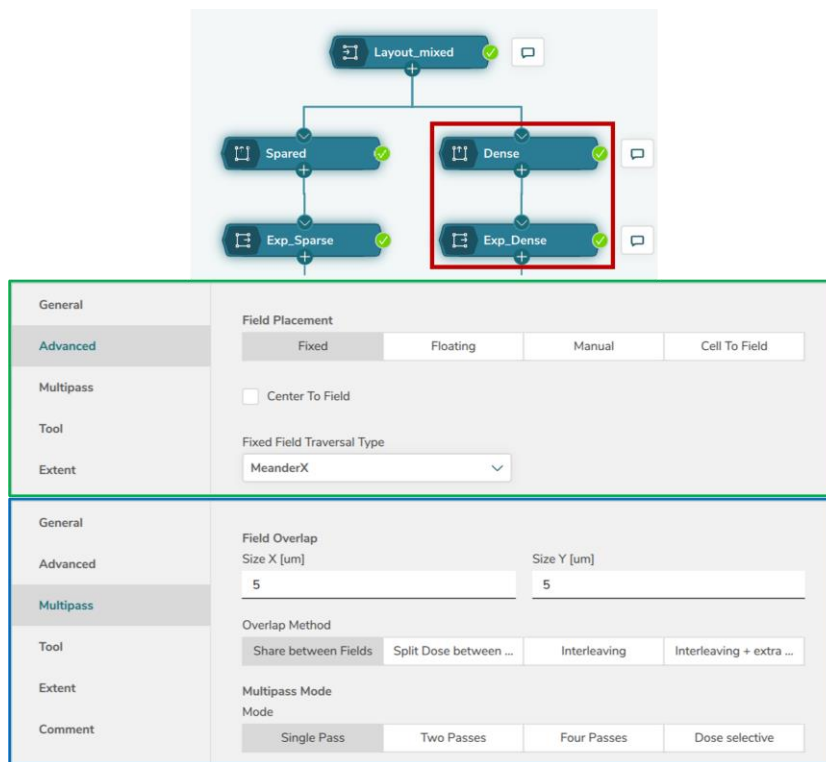 Layout_mixed
Spared Dense
Exp_Sparse Exp_Dense
General
Advanced
Multipass
Tool
Extent
Field Placement
Fixed Floating Manual Cell To Field
Center To Field
Fixed Field Traversal Type
MeanderX
General
Advanced
Multipass
Tool
Extent
Comment
Field Overlap
Size X [um] Size Y [um]
5 5
Overlap Method
Share between Fields Split Dose between ... Interleaving Interleaving + extra ...
Multipass Mode
Mode
Single Pass Two Passes Four Passes Dose selective